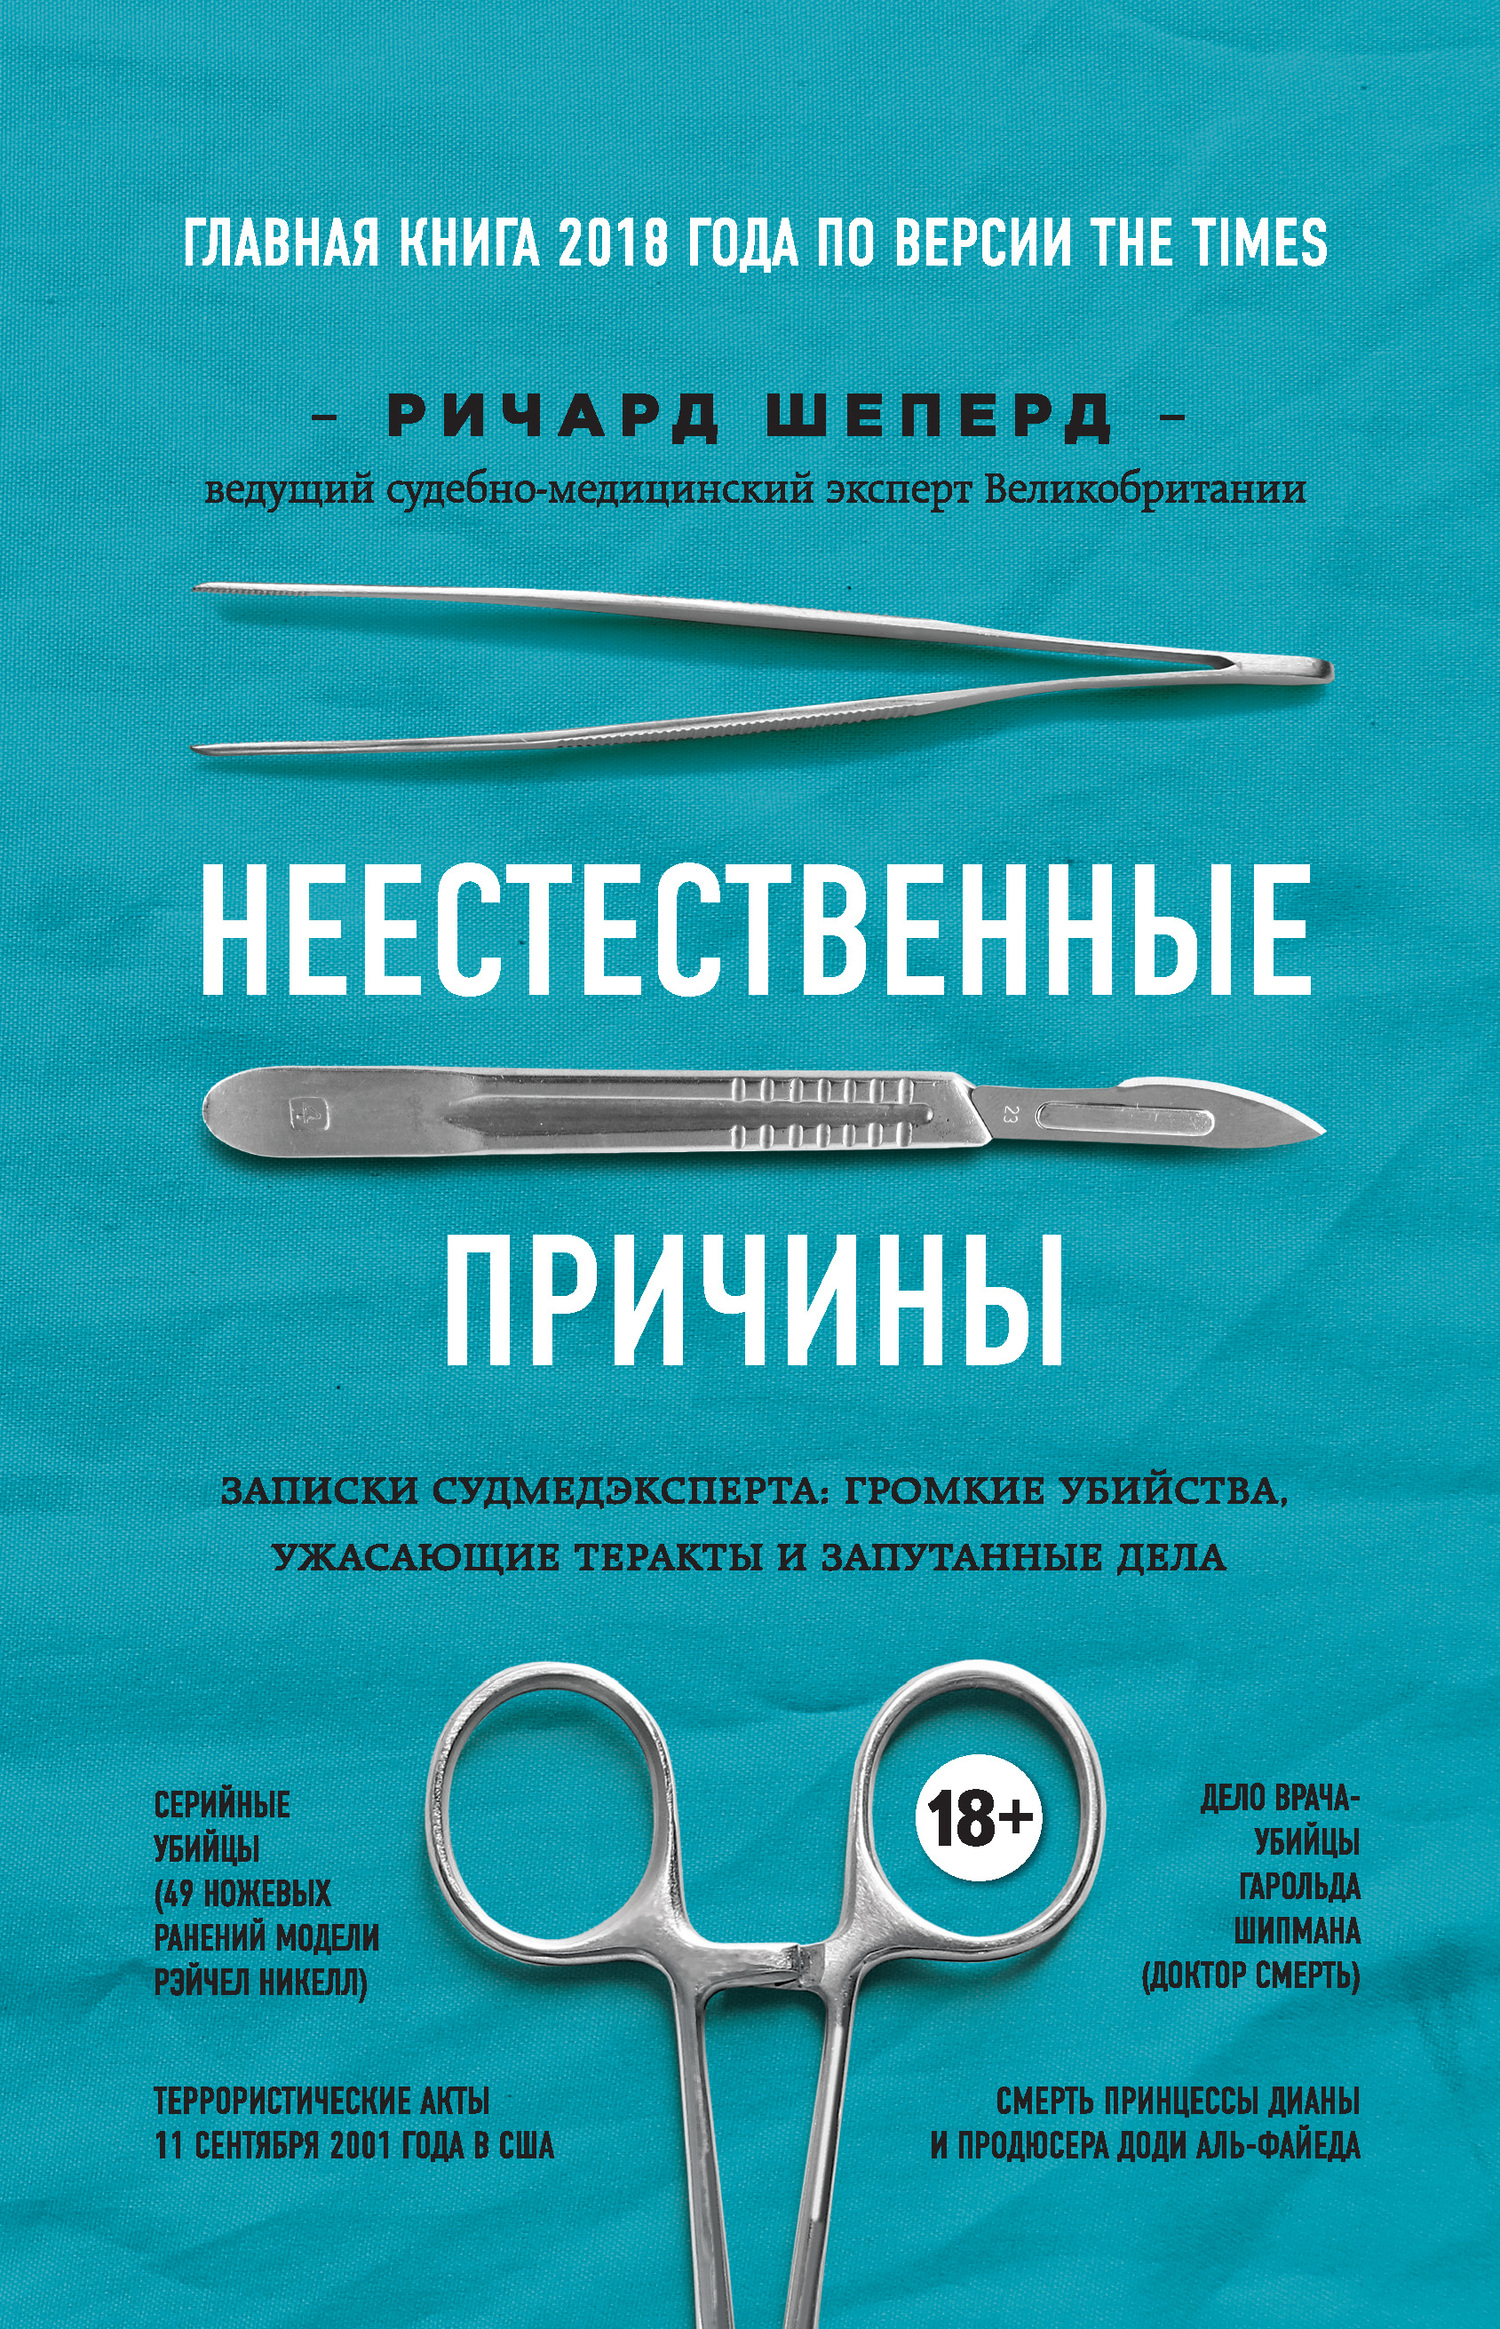 ГЛАВНАЯ КНИГА 2018 ГОДА ПО ВЕРСИИ THE TIMES
– РИЧАРД ШЕПЕРД –
ведущий судебно-медицинский эксперт Великобритании
НЕЕСТЕСТВЕННЫЕ
23
ПРИЧИНЫ
ЗАПИСКИ СУДМЕДЭКСПЕРТА: ГРОМКИЕ УБИЙСТВА,
УЖАСАЮЩИЕ ТЕРАКТЫ И ЗАПУТАННЫЕ ДЕЛА
18+
СЕРИЙНЫЕ
УБИЙЦЫ
(49 НОЖЕВЫХ
РАНЕНИЙ МОДЕЛИ
РЭЙЧЕЛ НИКЕЛЛ)
ДЕЛО ВРАЧА-
УБИЙЦЫ
ГАРОЛЬДА
ШИПМАНА
(ДОКТОР СМЕРТЬ)
ТЕРРОРИСТИЧЕСКИЕ АКТЫ
11 СЕНТЯБРЯ 2001 ГОДА В США
СМЕРТЬ ПРИНЦЕССЫ ДИАНЫ
И ПРОДЮСЕРА ДОДИ АЛЬ-ФАЙЕДА